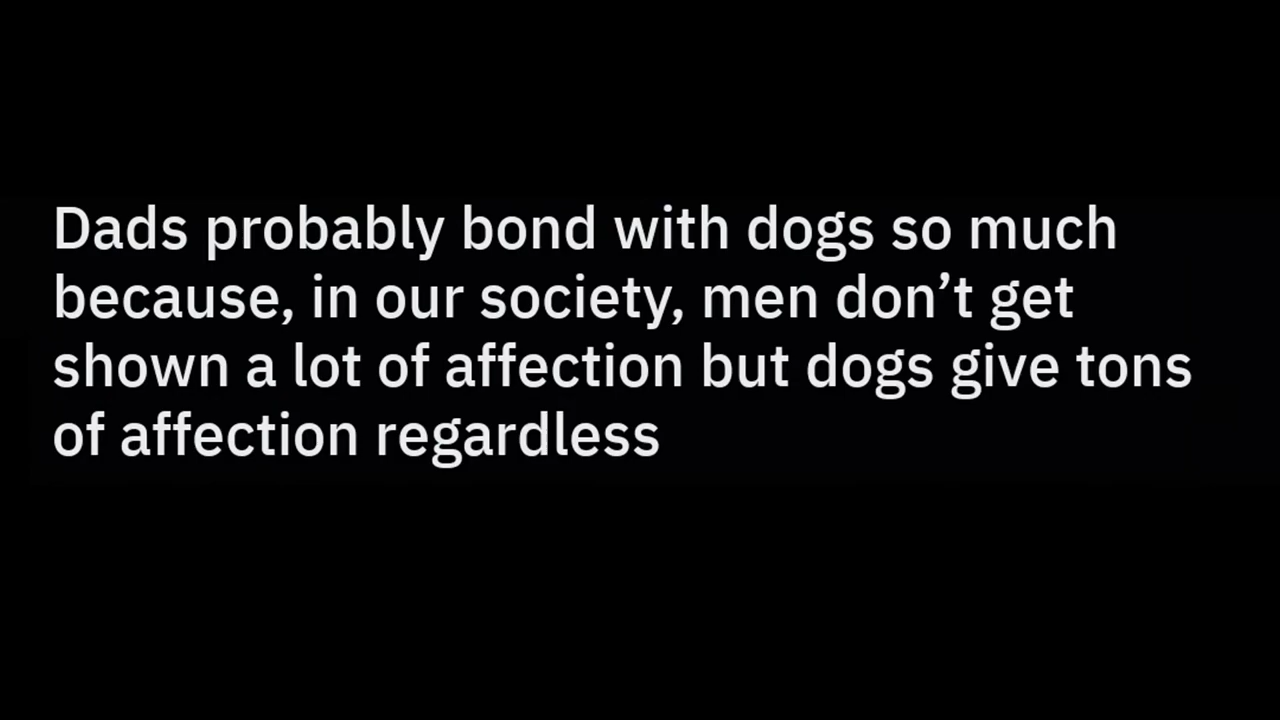 Dads probably bond with dogs so much
because, in our society, men don’t get
shown a lot of affection but dogs give tons
of affection regardless